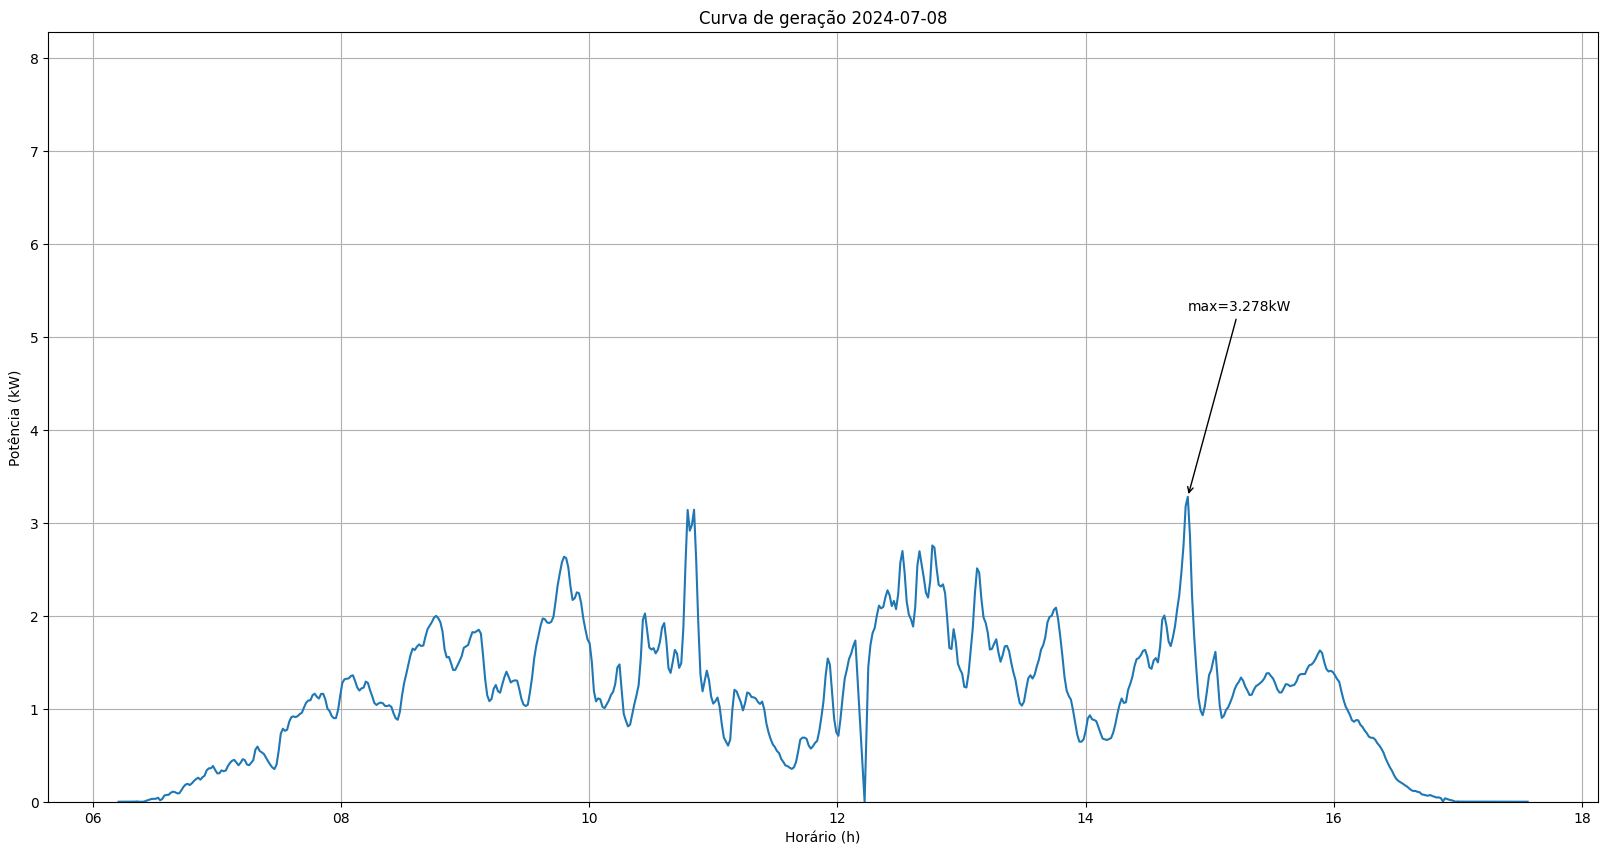 Curva de geração 2024-07-08
8
7
6
5
4
3
2
1
0
Potência (kW)
max=3.278kW
06 08 10 12 14 16 18
Horário (h)